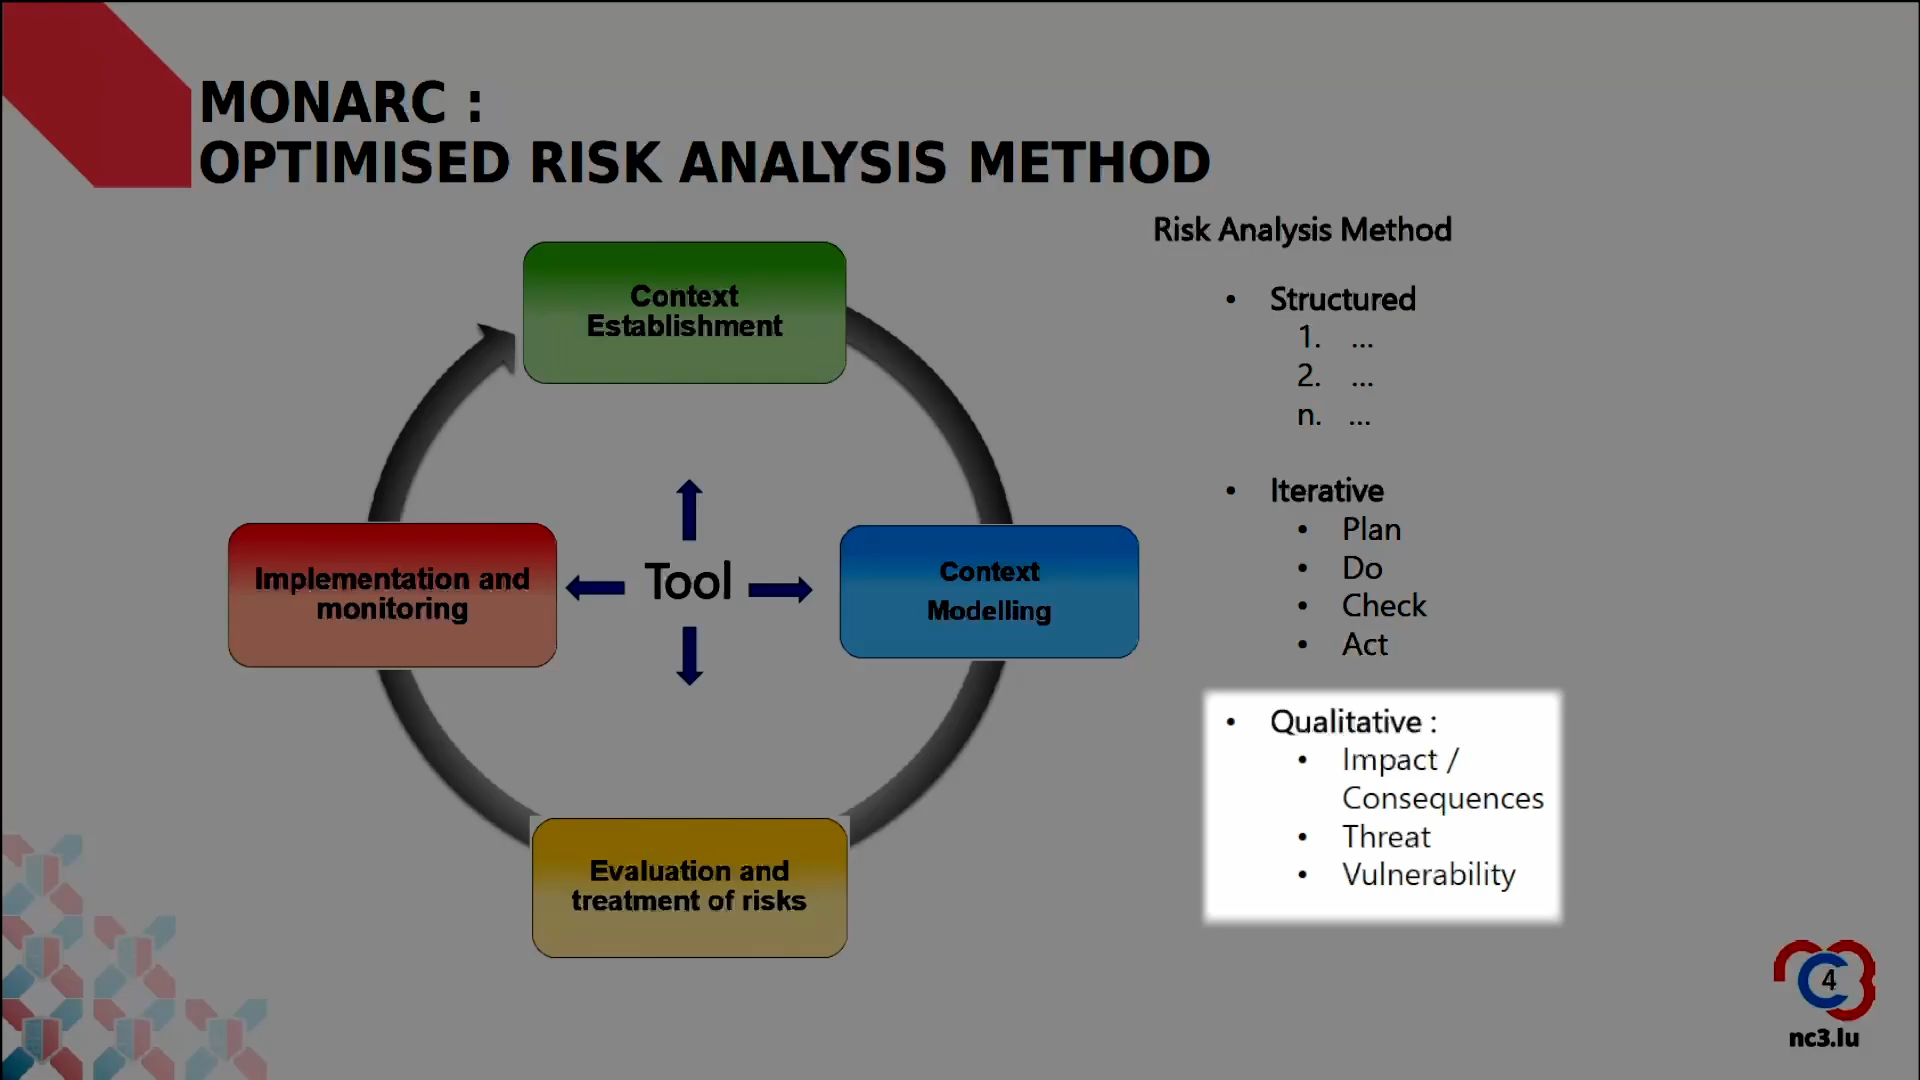 MONARC :
OPTIMISED RISK ANALYSIS METHOD
Context
Establishment
Implementation and
monitoring
Tool
Context
Modelling
Evaluation and
treatment of risks
Risk Analysis Method
• Structured
1. ...
2. ...
n. ...
• Iterative
• Plan
• Do
• Check
• Act
• Qualitative :
• Impact /
Consequences
• Threat
• Vulnerability
4
nc3.lu